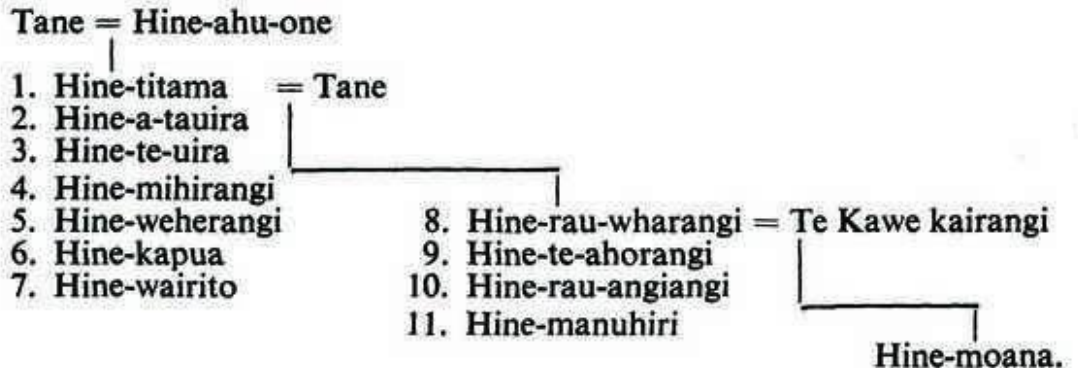 Tane = Hine-ahu-one
1. Hine-titama = Tane
2. Hine-a-tauira
3. Hine-te-uira
4. Hine-mihirangi
5. Hine-weherangi 8. Hine-rau-wharangi = Te Kawe kairangi
6. Hine-kapua 9. Hine-te-ahorangi
7. Hine-wairito 10. Hine-rau-angiangi
11. Hine-manuhiri
Hine-moana.